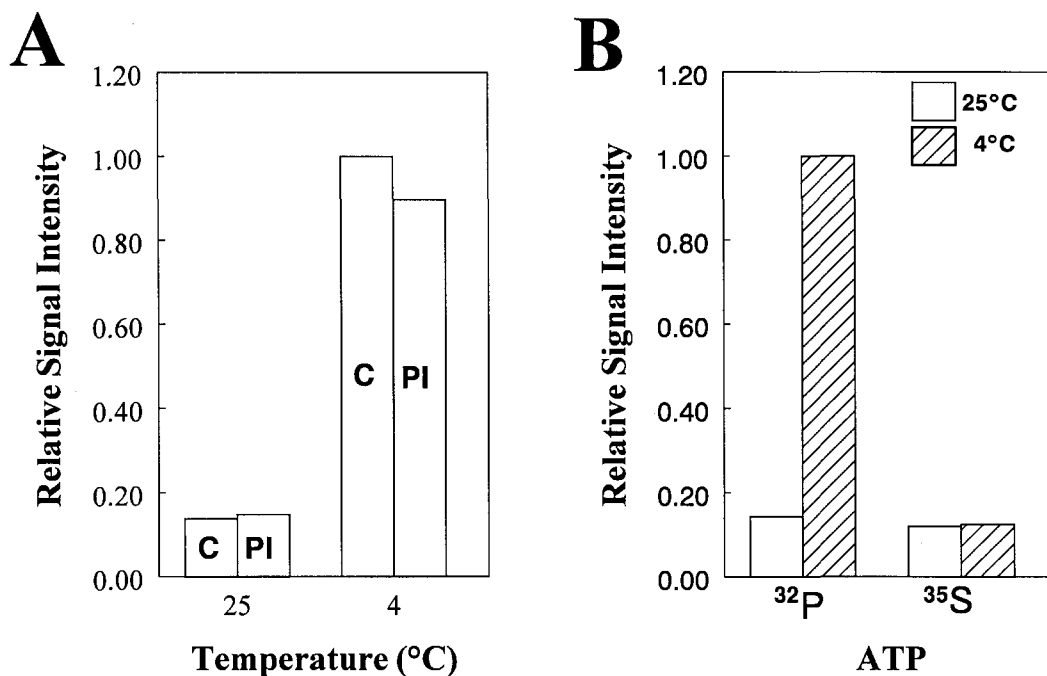 A
Relative Signal Intensity
1.20
1.00
0.80
0.60
0.40
0.20
0.00
C
PI
C
PI
25
4
Temperature (°C)
B
Relative Signal Intensity
1.20
1.00
0.80
0.60
0.40
0.20
0.00
25°C
4°C
³²P
³⁵S
ATP